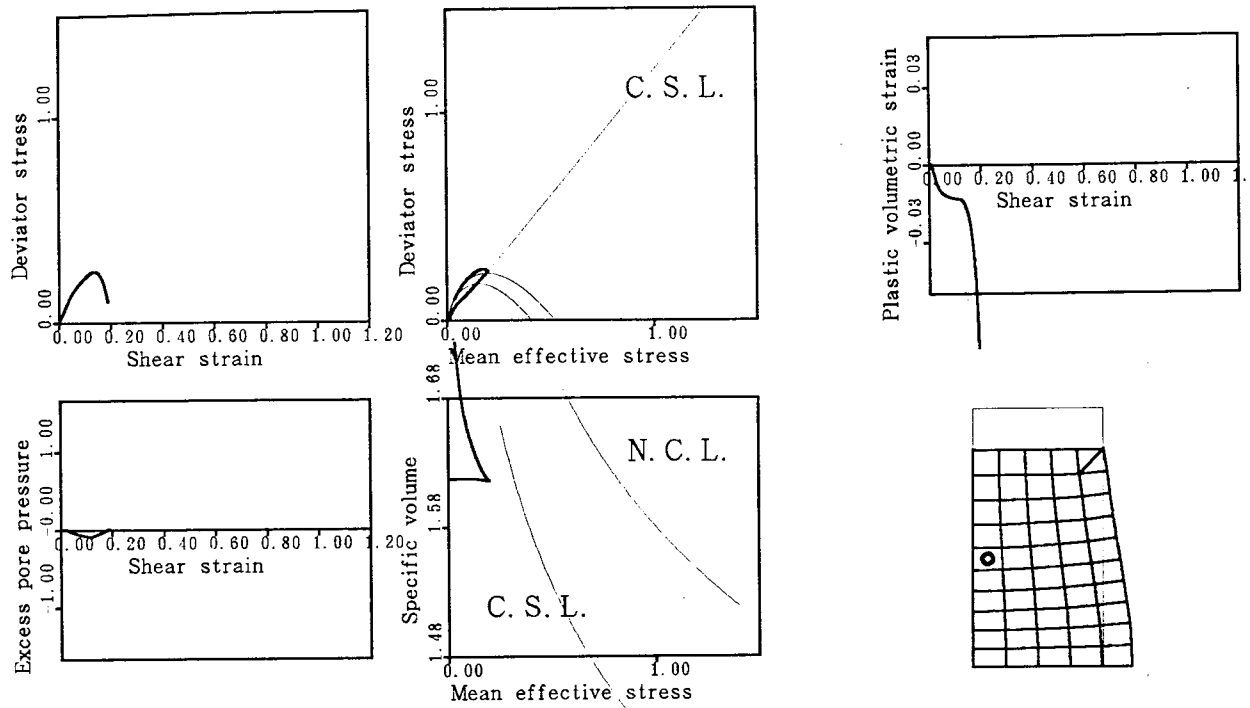 Deviator stress
1.00
0.00
0.00 0.20 0.40 0.60 0.80 1.00 1.20
Shear strain
Deviator stress
1.00
0.00
C. S. L.
0.00 1.00
Mean effective stress
Plastic volumetric strain
0.03
0.00
-0.03
0.00 0.20 0.40 0.60 0.80 1.00 1.
Shear strain
Excess pore pressure
1.00
-0.00
-1.00
0.00 0.20 0.40 0.60 0.80 1.00 1.20
Shear strain
Specific volume
1.68
1.58
1.48
N. C. L.
C. S. L.
0.00 1.00
Mean effective stress